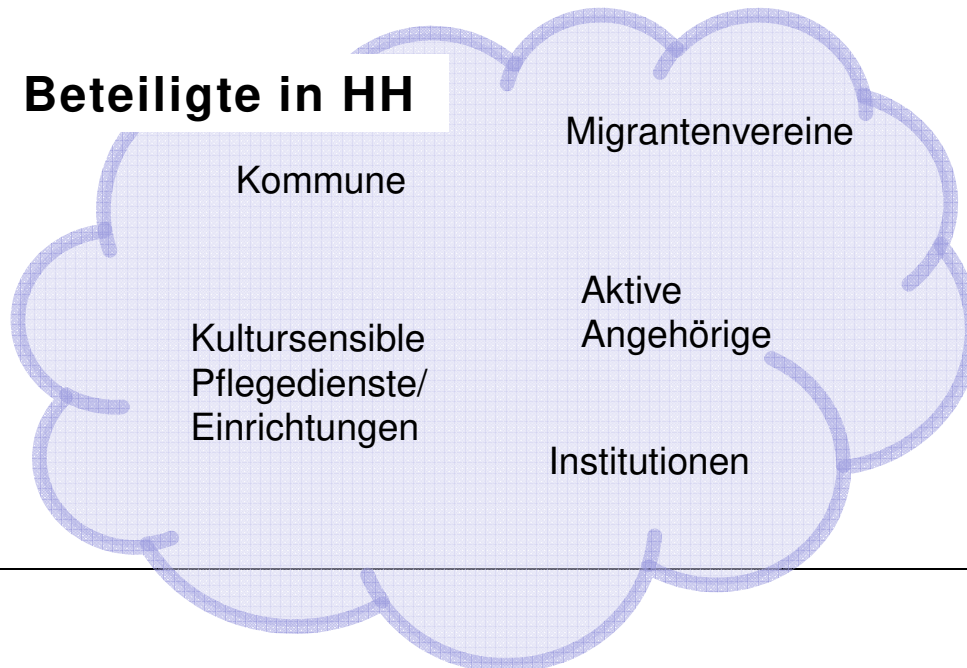 Beteiligte in HH
Migrantenvereine
Kommune
Aktive
Angehörige
Kultursensible
Pflegedienste/
Einrichtungen
Institutionen